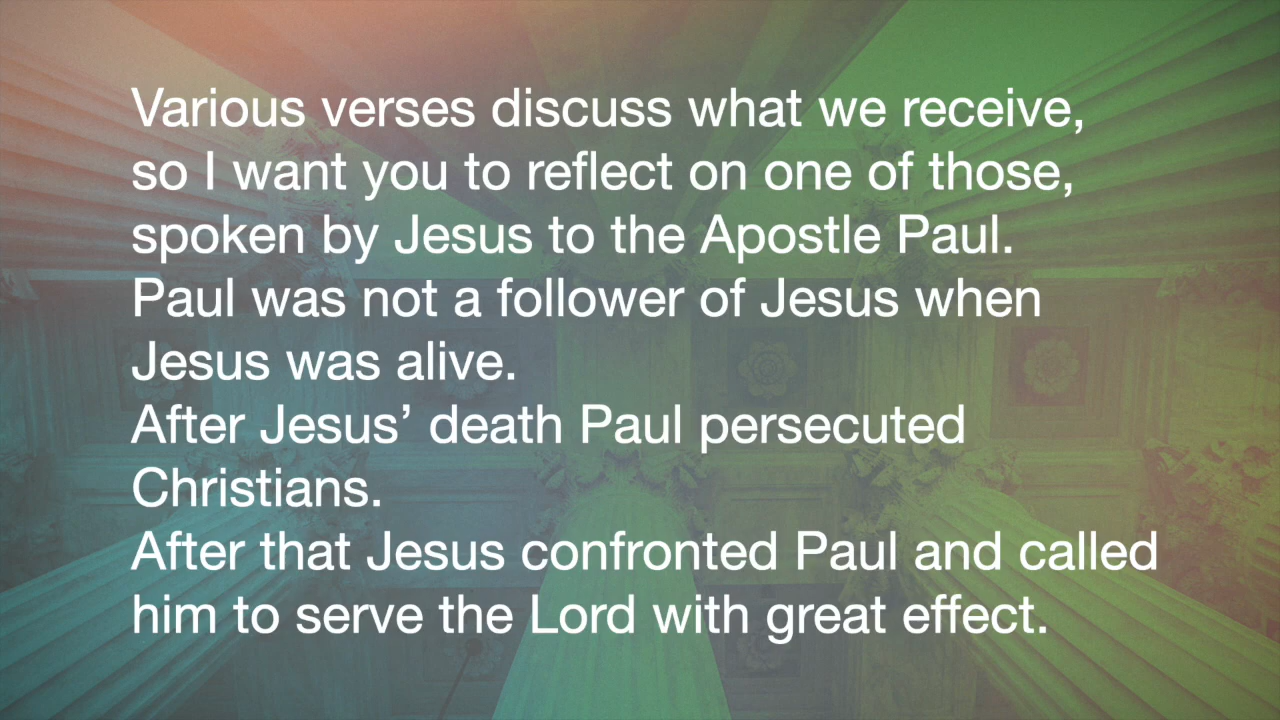 Various verses discuss what we receive,
so I want you to reflect on one of those,
spoken by Jesus to the Apostle Paul.
Paul was not a follower of Jesus when
Jesus was alive.
After Jesus’ death Paul persecuted
Christians.
After that Jesus confronted Paul and called
him to serve the Lord with great effect.